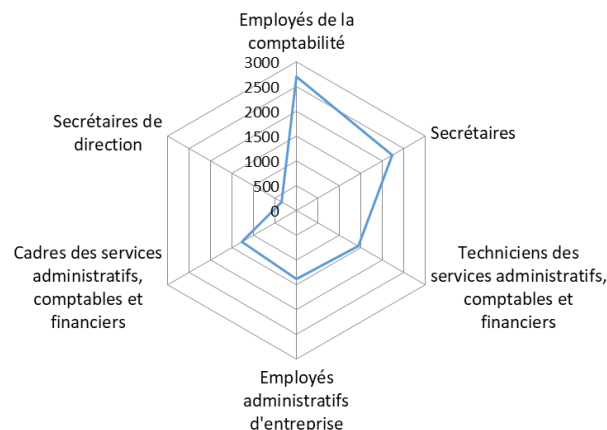 Employés de la
comptabilité
3000
2500
2000
1500
1000
500
0
Secrétaires
Techniciens des
services administratifs,
comptables et
financiers
Employés
administratifs
d'entreprise
Cadres des services
administratifs,
comptables et
financiers
Secrétaires de
direction